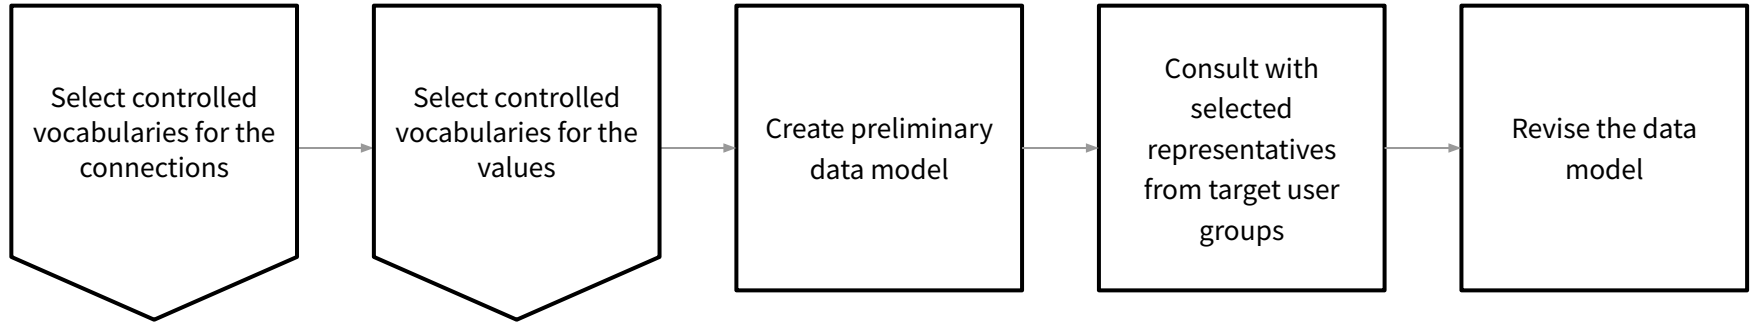 Select controlled
vocabularies for the
connections
Select controlled
vocabularies for the
values
Create preliminary
data model
Consult with
selected
representatives
from target user
groups
Revise the data
model